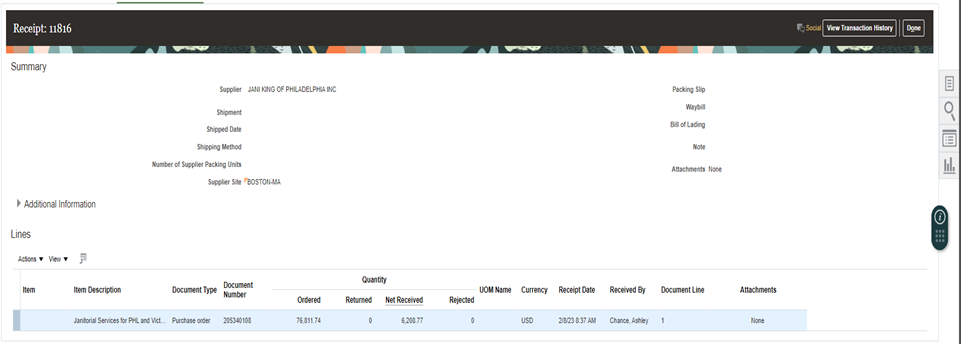 Receipt: 11816
Social View Transaction History Done
Summary
Supplier JANI KING OF PHILADELPHIA INC
Shipment
Shipped Date
Shipping Method
Number of Supplier Packing Units
Supplier Site BOSTON-MA
Packing Slip
Waybill
Bill of Lading
Note
Attachments None
Additional Information
Lines
Actions ▼ View ▼
Item Item Description Document Type Document Number Quantity Ordered Returned Net Received Rejected UOM Name Currency Receipt Date Received By Document Line Attachments
Janitorial Services for PHL and Vict... Purchase order 205340108 76,811.74 0 6,208.77 0 USD 2/8/23 8:37 AM Chance, Ashley 1 None